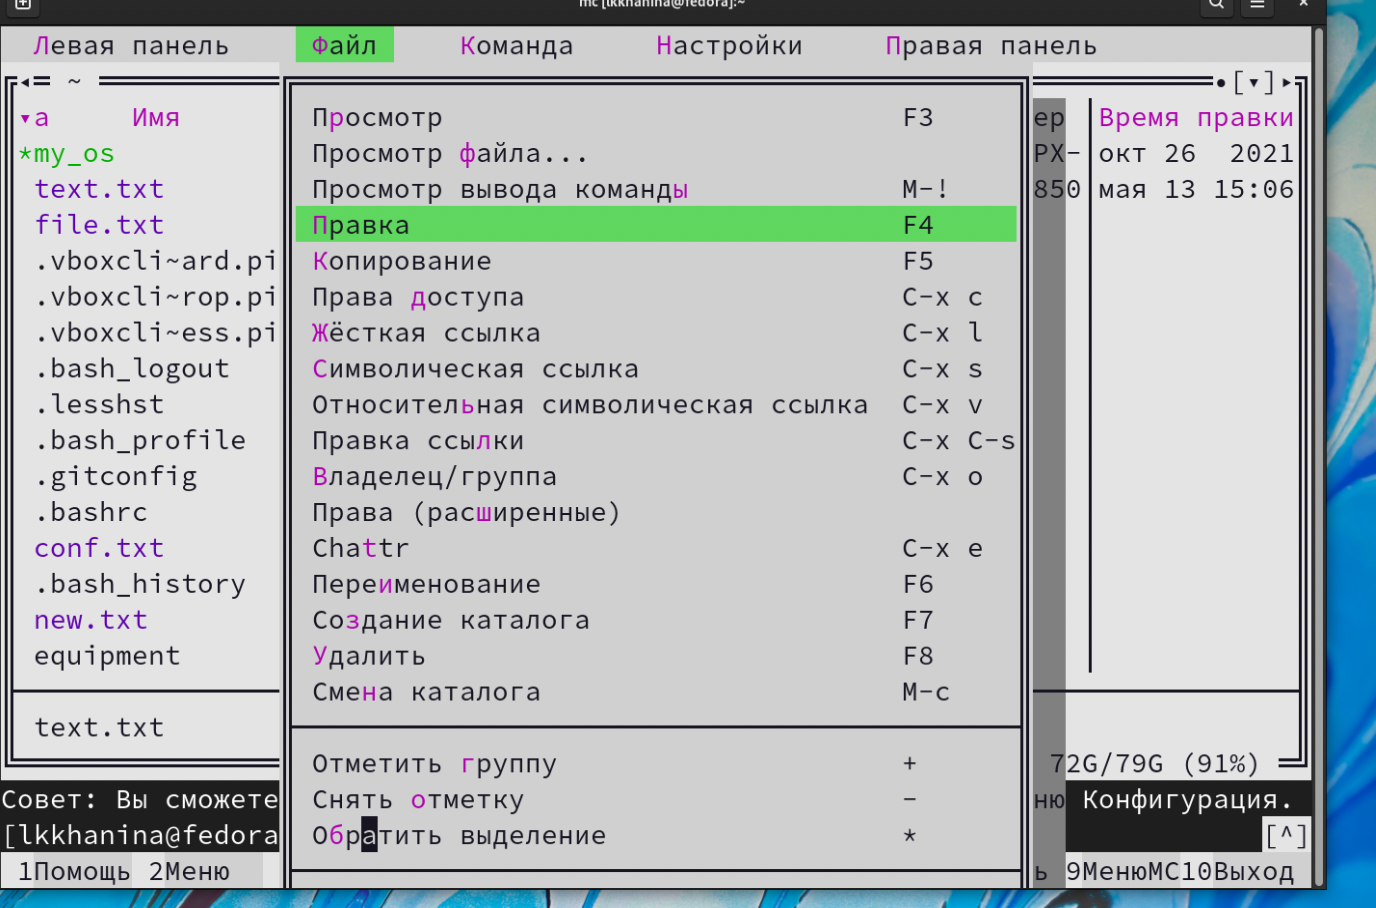 mc [lkkhanina@fedora]:~
Левая панель Файл Команда Настройки Правая панель
~ [▾]
▾а Имя
*my_os
text.txt
file.txt
.vboxcli~ard.pi
.vboxcli~rop.pi
.vboxcli~ess.pi
.bash_logout
.lesshst
.bash_profile
.gitconfig
.bashrc
conf.txt
.bash_history
new.txt
equipment
text.txt
Просмотр F3
Просмотр файла...
Просмотр вывода команды M-!
Правка F4
Копирование F5
Права доступа C-x c
Жёсткая ссылка C-x l
Символическая ссылка C-x s
Относительная символическая ссылка C-x v
Правка ссылки C-x C-s
Владелец/группа C-x o
Права (расширенные)
Chattr C-x e
Переименование F6
Создание каталога F7
Удалить F8
Смена каталога M-c
Отметить группу +
Снять отметку -
Обратить выделение *
ер Время правки
РХ- окт 26 2021
850 мая 13 15:06
72G/79G (91%)
Совет: Вы сможете ню Конфигурация.
[lkkhanina@fedora [^]
1Помощь 2Меню ь 9МенюМС10Выход